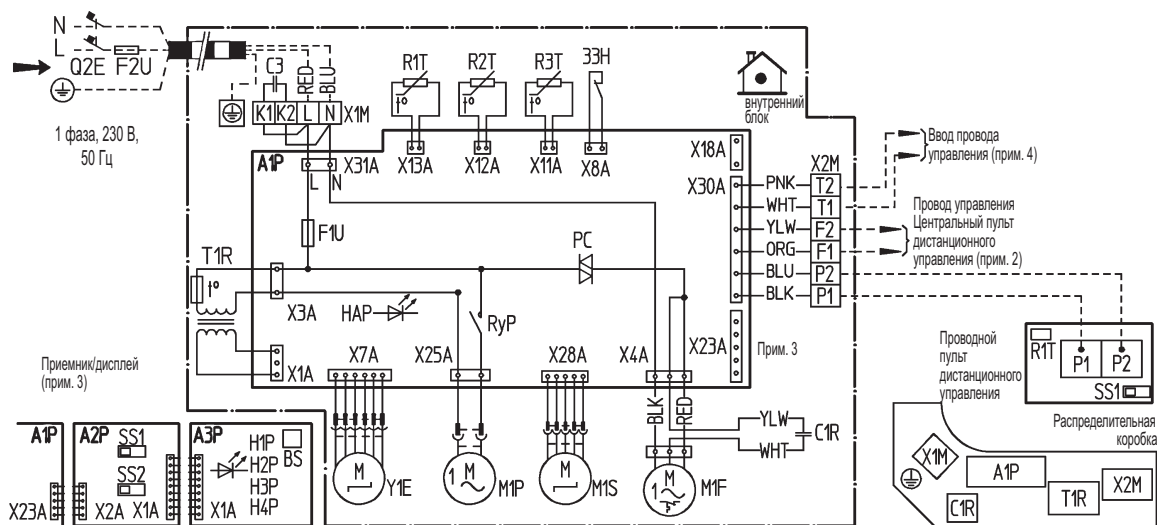 N
L
Q2E F2U
1 фаза, 230 В,
50 Гц
C3
RED
BLU
K1 K2 L N X1M
R1T R2T R3T 33H
t° t° t°
X13A X12A X11A X8A
внутренний
блок
A1P X31A
L N
F1U
T1R
t°
X3A
HAP
PC
RyP
X1A
X7A X25A X28A X4A
X18A
X30A
X23A
Прим. 3
X2M
PNK T2
WHT T1
YLW F2
ORG F1
BLU P2
BLK P1
Ввод провода
управления (прим. 4)
Провод управления
Центральный пульт
дистанционного
управления (прим. 2)
Проводной
пульт
дистанционного
управления
R1T
P1 P2
SS1
Приемник/дисплей
(прим. 3)
A1P
X23A
A2P SS1
SS2
X2A X1A
A3P
H1P
H2P
H3P
H4P
BS
X1A
M
Y1E
M
1
M1P
M
M1S
BLK
RED
M
1
M1F
YLW
C1R
WHT
Распределительная
коробка
X1M
A1P
C1R
T1R
X2M